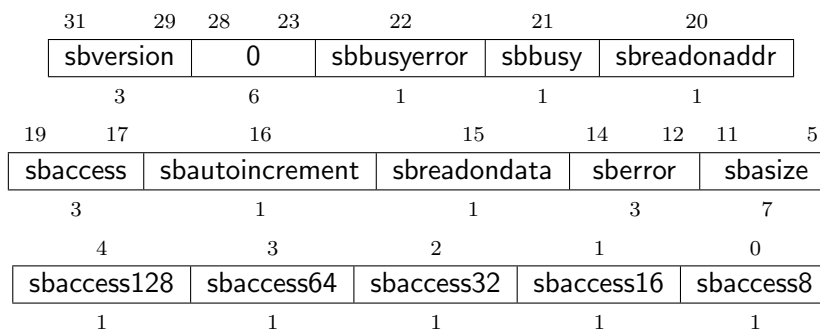 31 29 28 23 22 21 20
sbversion 0 sbbusyerror sbbusy sbreadonaddr
3 6 1 1 1
19 17 16 15 14 12 11 5
sbaccess sbautoincrement sbreadondata sberror sbasize
3 1 1 3 7
4 3 2 1 0
sbaccess128 sbaccess64 sbaccess32 sbaccess16 sbaccess8
1 1 1 1 1